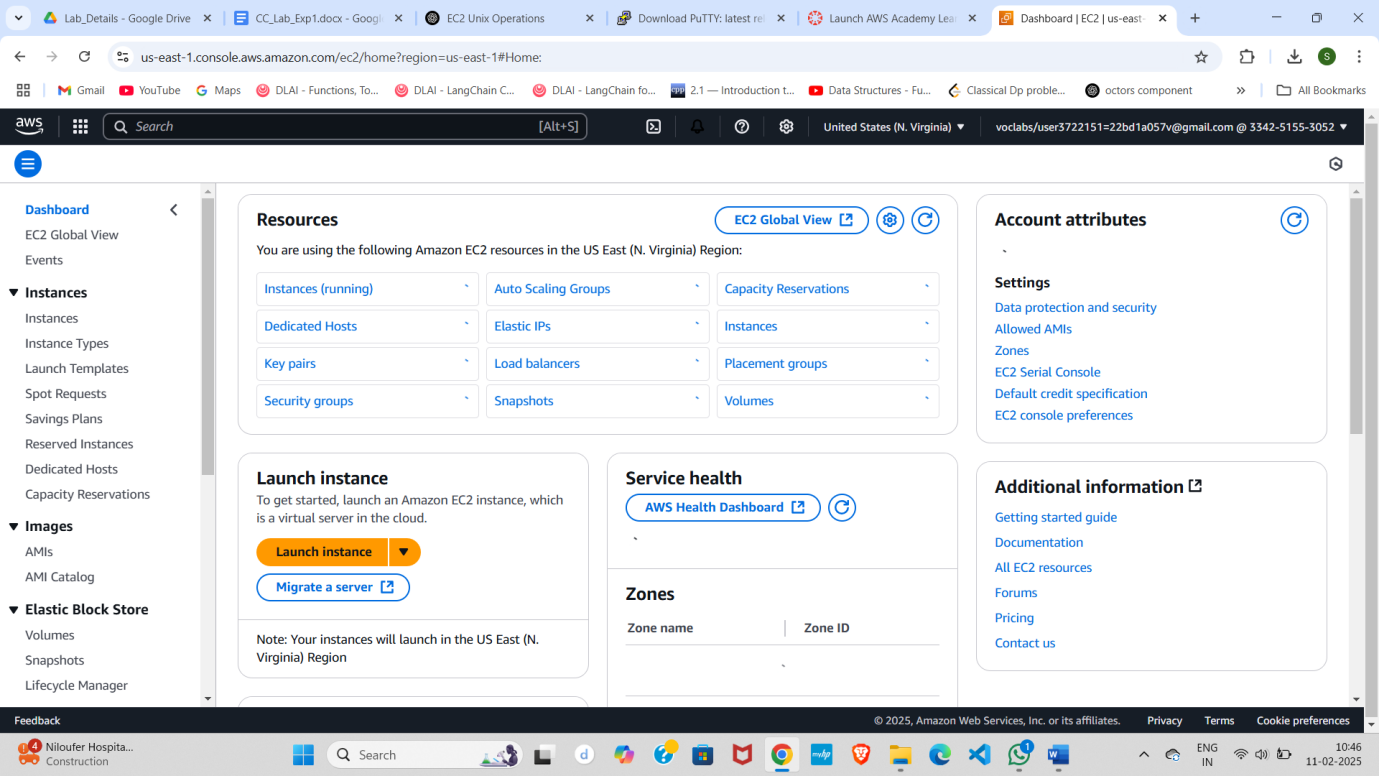 Lab_Details - Google Drive
CC_Lab_Exp1.docx - Google
EC2 Unix Operations
Download PuTTY: latest rel
Launch AWS Academy Lear
Dashboard | EC2 | us-east-
us-east-1.console.aws.amazon.com/ec2/home?region=us-east-1#Home:
S
Gmail
YouTube
Maps
DLAI - Functions, To...
DLAI - LangChain C...
DLAI - LangChain fo...
cpp
2.1 — Introduction t...
Data Structures - Fu...
Classical Dp proble...
octors component
All Bookmarks
aws
Search
[Alt+S]
United States (N. Virginia)
voclabs/user3722151=22bd1a057v@gmail.com @ 3342-5155-3052
Dashboard
EC2 Global View
Events
Instances
Instances
Instance Types
Launch Templates
Spot Requests
Savings Plans
Reserved Instances
Dedicated Hosts
Capacity Reservations
Images
AMIs
AMI Catalog
Elastic Block Store
Volumes
Snapshots
Lifecycle Manager
Resources
EC2 Global View
You are using the following Amazon EC2 resources in the US East (N. Virginia) Region:
Instances (running)
Auto Scaling Groups
Capacity Reservations
Dedicated Hosts
Elastic IPs
Instances
Key pairs
Load balancers
Placement groups
Security groups
Snapshots
Volumes
Launch instance
To get started, launch an Amazon EC2 instance, which
is a virtual server in the cloud.
Launch instance
Migrate a server
Note: Your instances will launch in the US East (N.
Virginia) Region
Service health
AWS Health Dashboard
Zones
Zone name
Zone ID
Account attributes
Settings
Data protection and security
Allowed AMIs
Zones
EC2 Serial Console
Default credit specification
EC2 console preferences
Additional information
Getting started guide
Documentation
All EC2 resources
Forums
Pricing
Contact us
Feedback
© 2025, Amazon Web Services, Inc. or its affiliates.
Privacy
Terms
Cookie preferences
4
Niloufer Hospita...
Construction
Search
d
1
ENG
IN
10:46
11-02-2025